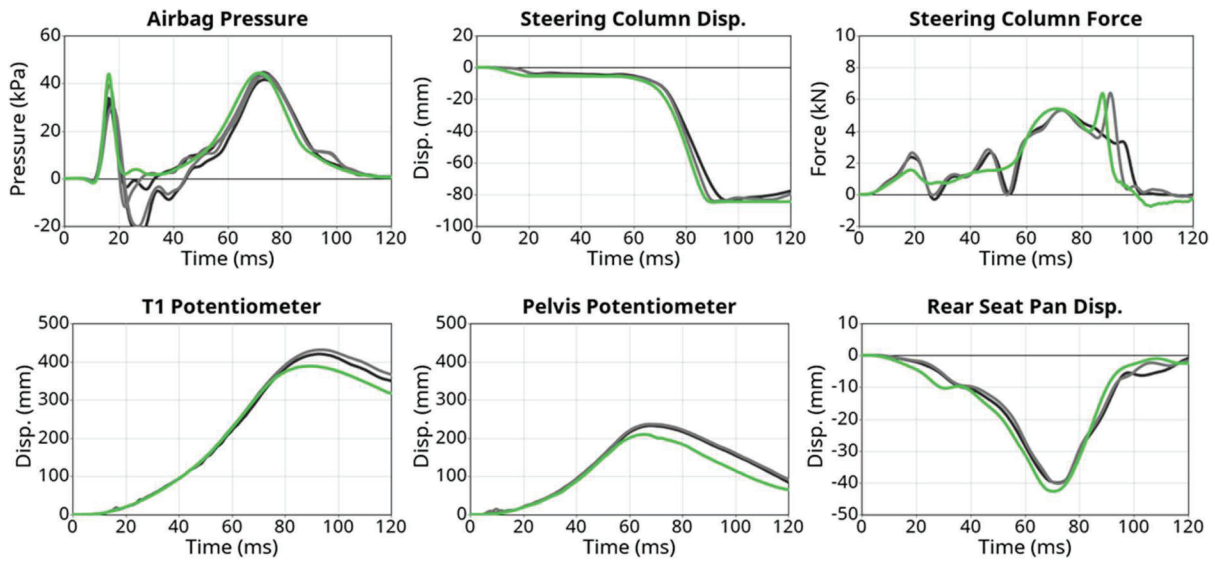 Airbag Pressure
Pressure (kPa)
60
40
20
0
-20
0 20 40 60 80 100 120
Time (ms)
Steering Column Disp.
Disp. (mm)
20
0
-20
-40
-60
-80
-100
0 20 40 60 80 100 120
Time (ms)
Steering Column Force
Force (kN)
10
8
6
4
2
0
-2
0 20 40 60 80 100 120
Time (ms)
T1 Potentiometer
Disp. (mm)
500
400
300
200
100
0
0 20 40 60 80 100 120
Time (ms)
Pelvis Potentiometer
Disp. (mm)
500
400
300
200
100
0
0 20 40 60 80 100 120
Time (ms)
Rear Seat Pan Disp.
Disp. (mm)
10
0
-10
-20
-30
-40
-50
0 20 40 60 80 100 120
Time (ms)